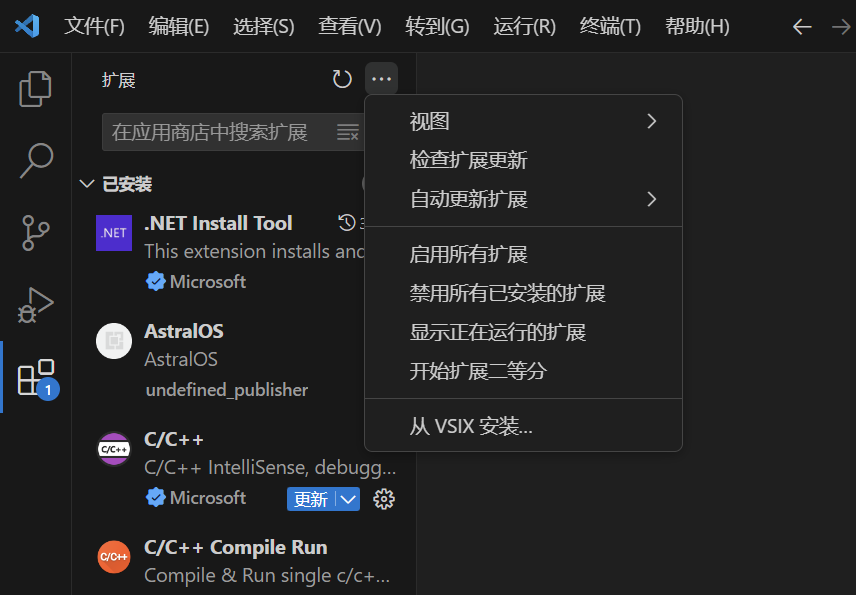 文件(F) 编辑(E) 选择(S) 查看(V) 转到(G) 运行(R) 终端(T) 帮助(H)
扩展
在应用商店中搜索扩展
已安装
.NET
.NET Install Tool
This extension installs and
Microsoft
AstralOS
AstralOS
undefined_publisher
C/C++
C/C++
C/C++ IntelliSense, debugg...
Microsoft
更新
C/C++
C/C++ Compile Run
Compile & Run single c/c+...
1
视图
检查扩展更新
自动更新扩展
启用所有扩展
禁用所有已安装的扩展
显示正在运行的扩展
开始扩展二等分
从 VSIX 安装...